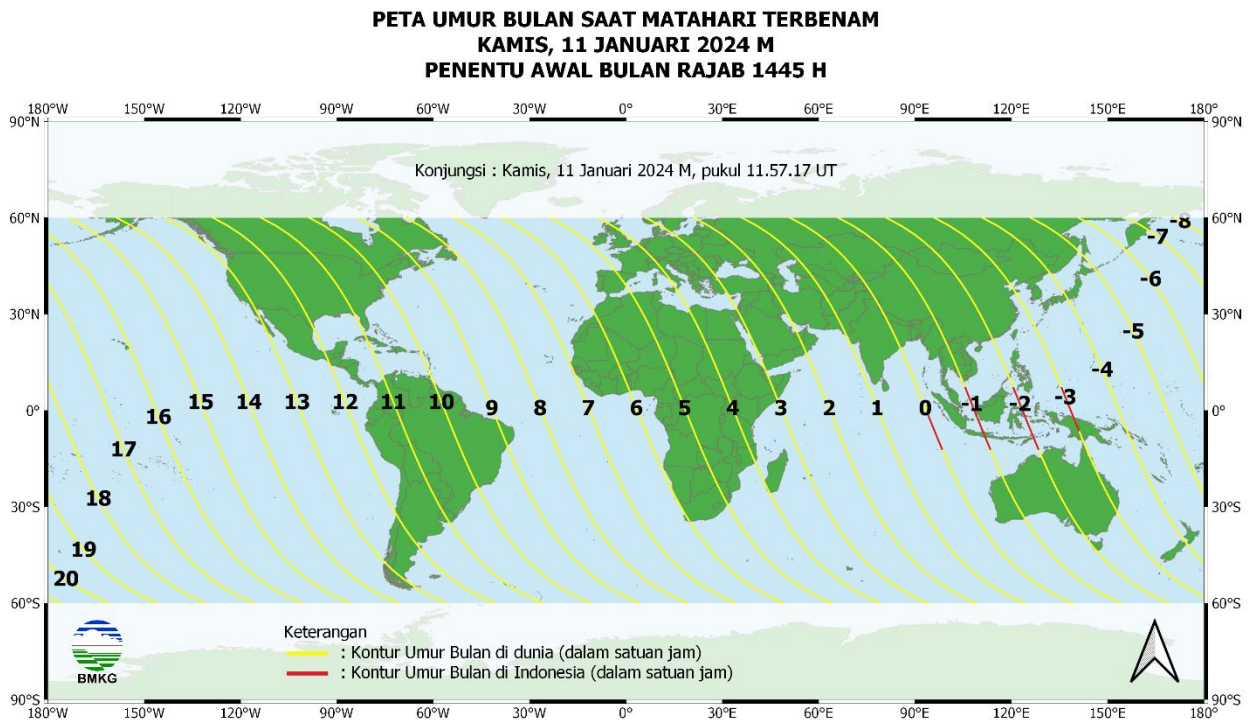 PETA UMUR BULAN SAAT MATAHARI TERBENAM
KAMIS, 11 JANUARI 2024 M
PENENTU AWAL BULAN RAJAB 1445 H
180°W 150°W 120°W 90°W 60°W 30°W 0° 30°E 60°E 90°E 120°E 150°E 180°
90°N 90°N
Konjungsi : Kamis, 11 Januari 2024 M, pukul 11.57.17 UT
60°N -8 60°N
-7
-6
30°N 30°N
-5
-4
0° 16 15 14 13 12 11 10 9 8 7 6 5 4 3 2 1 0 -1 -2 -3 0°
17
18
30°S 30°S
19
20
60°S 60°S
Keterangan
: Kontur Umur Bulan di dunia (dalam satuan jam)
: Kontur Umur Bulan di Indonesia (dalam satuan jam)
BMKG
90°S 90°S
180°W 150°W 120°W 90°W 60°W 30°W 0° 30°E 60°E 90°E 120°E 150°E 180°